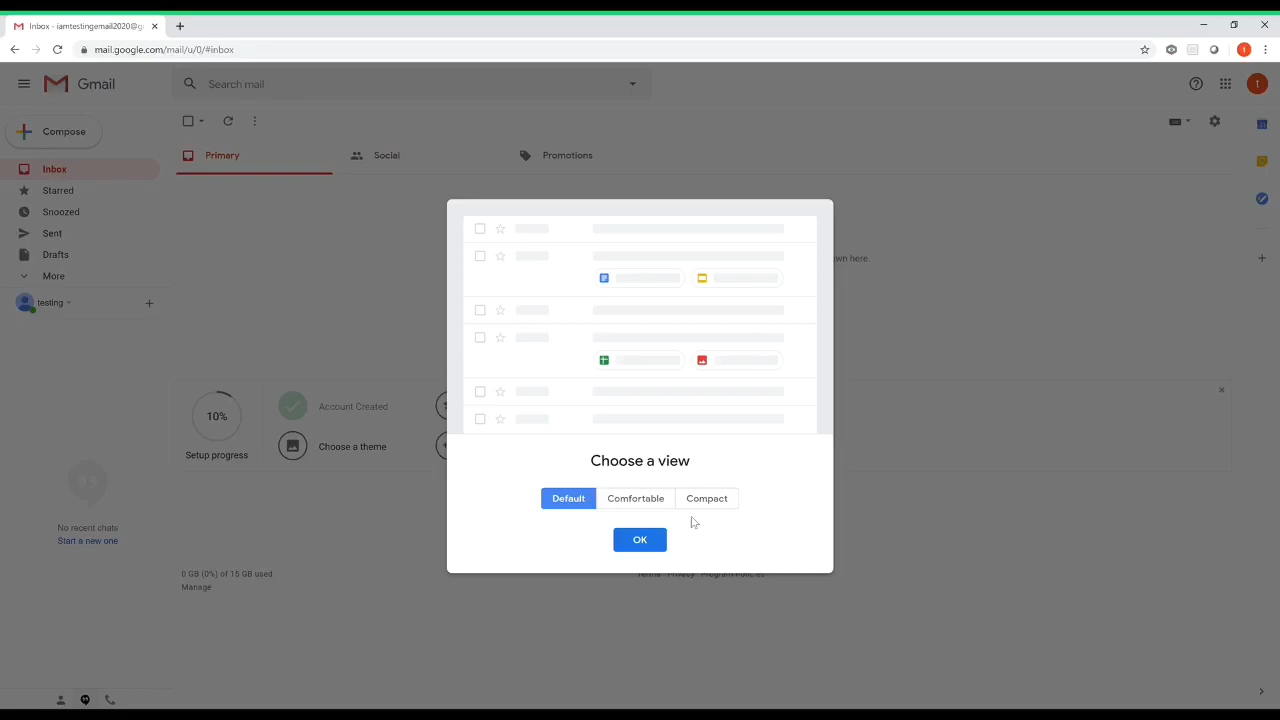 Inbox - iamtestingemail2020@g
mail.google.com/mail/u/0/#inbox
Gmail
Search mail
Compose
Primary
Social
Promotions
Inbox
Starred
Snoozed
Sent
Drafts
More
testing
own here.
10%
Setup progress
Account Created
Choose a theme
Choose a view
Default
Comfortable
Compact
OK
No recent chats
Start a new one
0 GB (0%) of 15 GB used
Manage
Terms · Privacy · Program Policies